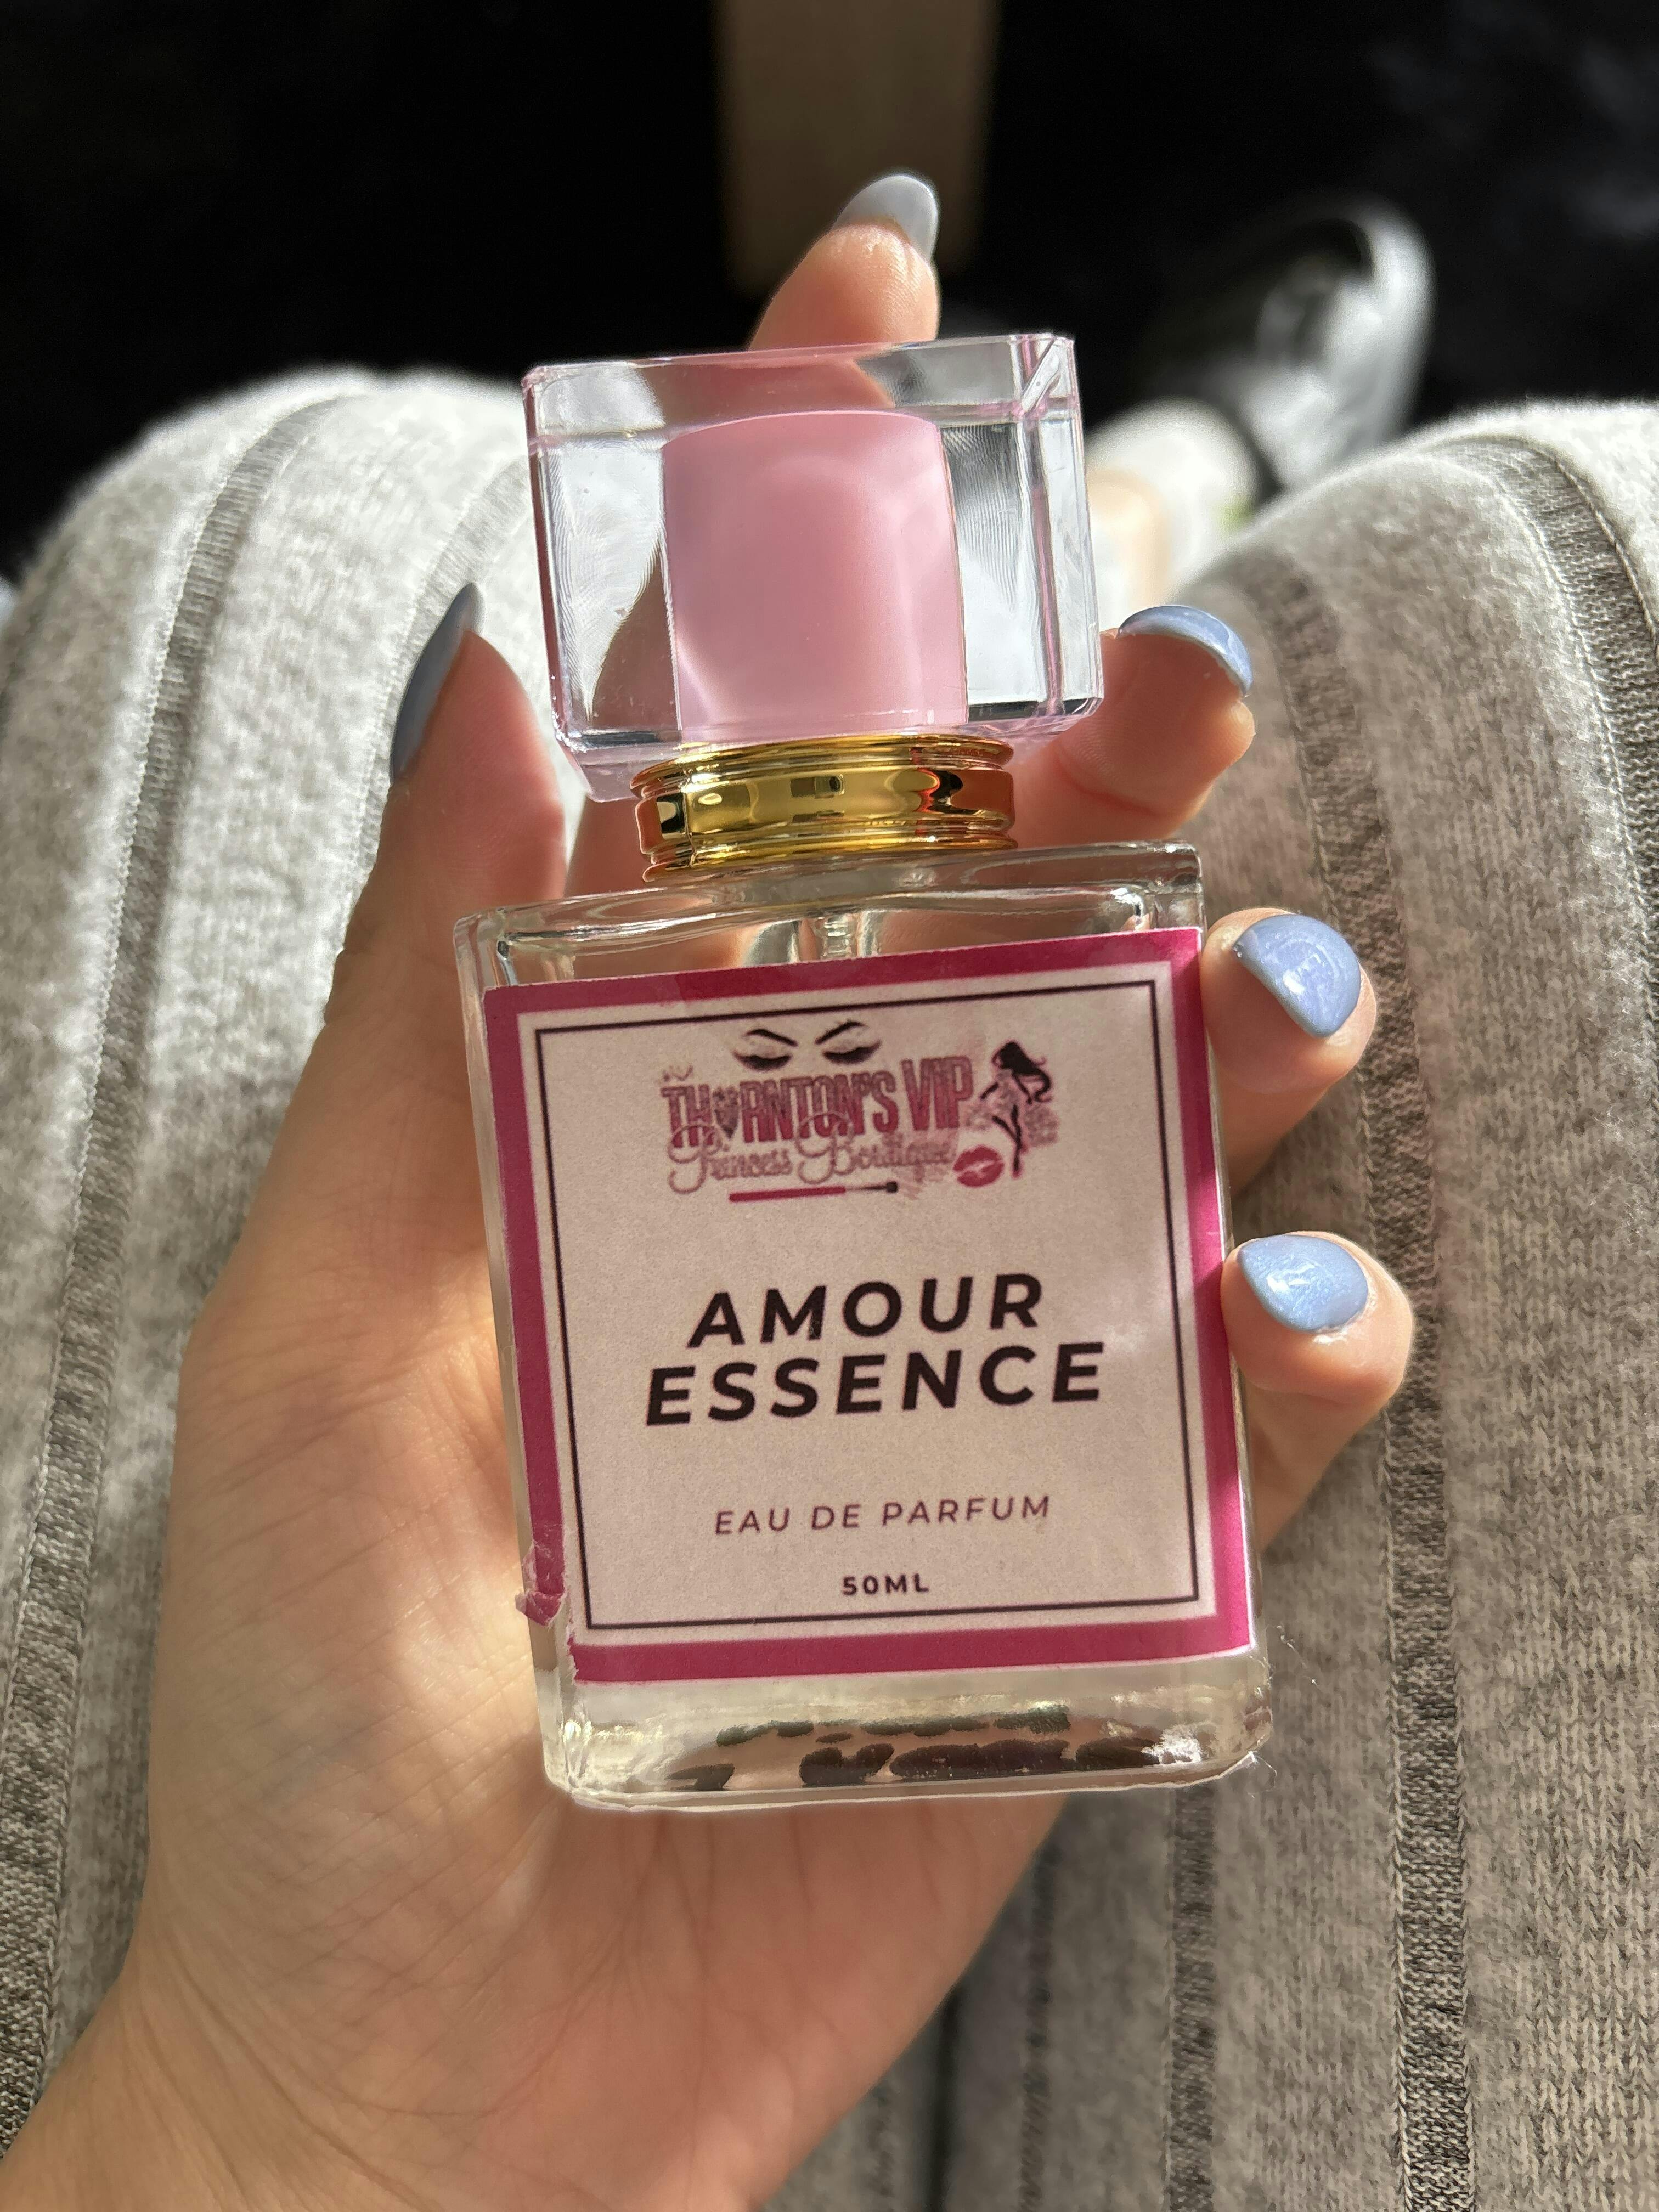 THORNTON'S VIP
Princess Boutique
AMOUR
ESSENCE
EAU DE PARFUM
50ML